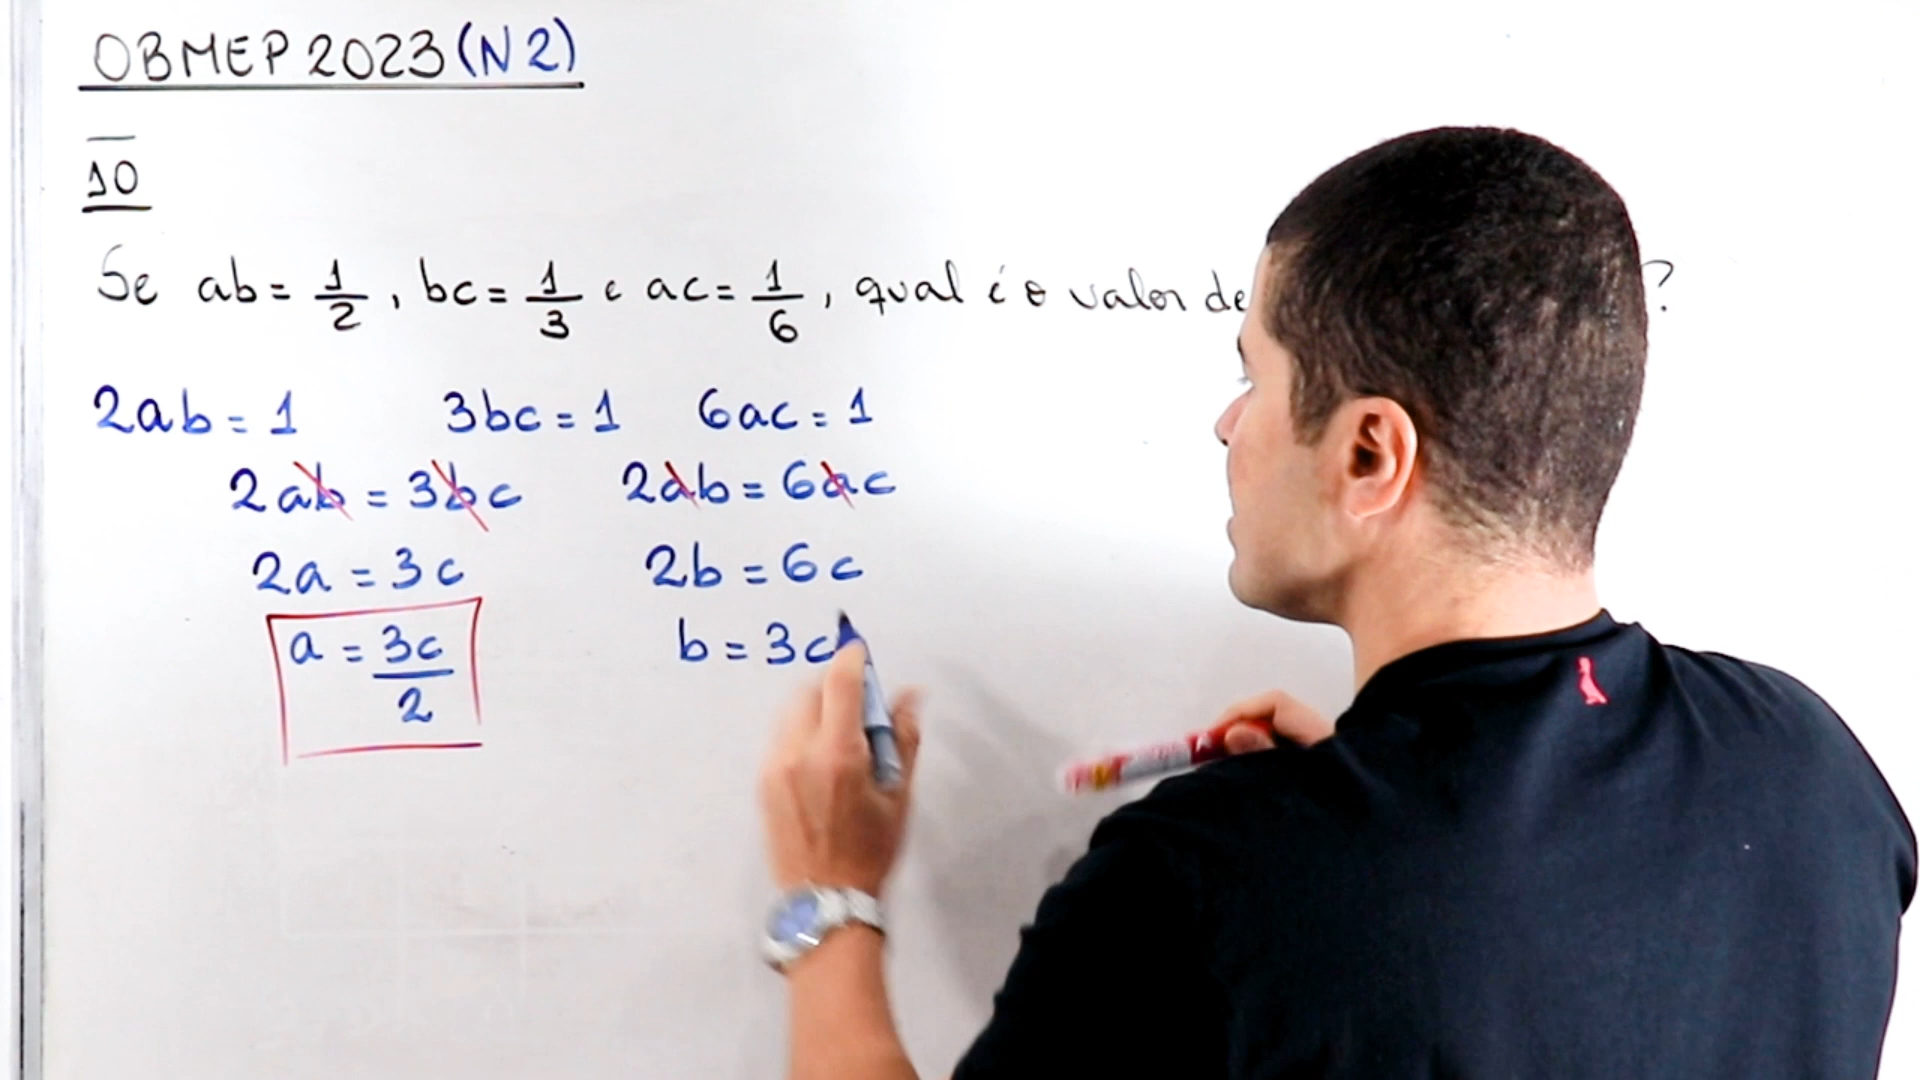 OBMEP 2023 (N2)
10
Se ab = 1/2, bc = 1/3 e ac = 1/6, qual é o valor de ?
2ab = 1 3bc = 1 6ac = 1
2ab = 3bc 2ab = 6ac
2a = 3c 2b = 6c
a = 3c/2 b = 3c